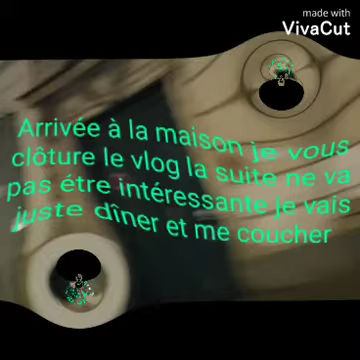 made with
VivaCut
Arrivée à la maison je vous
clôture le vlog la suite ne va
pas étre intéressante je vais
juste dîner et me coucher